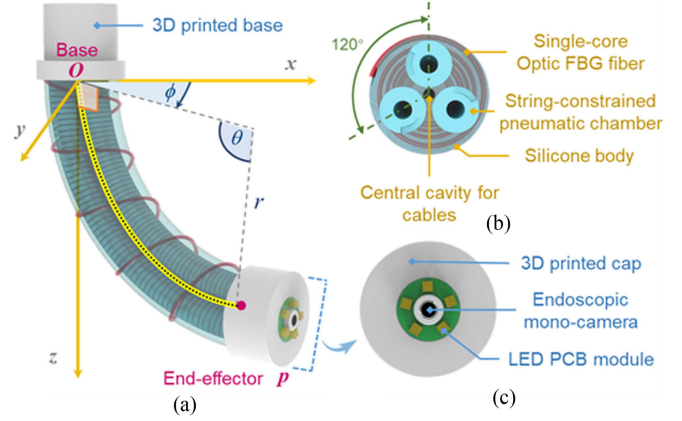 3D printed base
Base
O
x
ϕ
θ
y
r
z
End-effector p
(a)
120°
Single-core
Optic FBG fiber
String-constrained
pneumatic chamber
Silicone body
Central cavity for
cables
(b)
3D printed cap
Endoscopic
mono-camera
LED PCB module
(c)